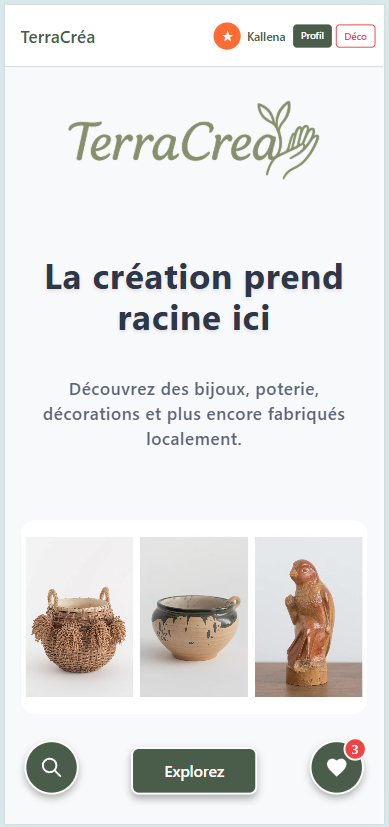 TerraCréa
Kallena
Profil
Déco
TerraCrea
La création prend
racine ici
Découvrez des bijoux, poterie,
décorations et plus encore fabriqués
localement.
Explorez
3